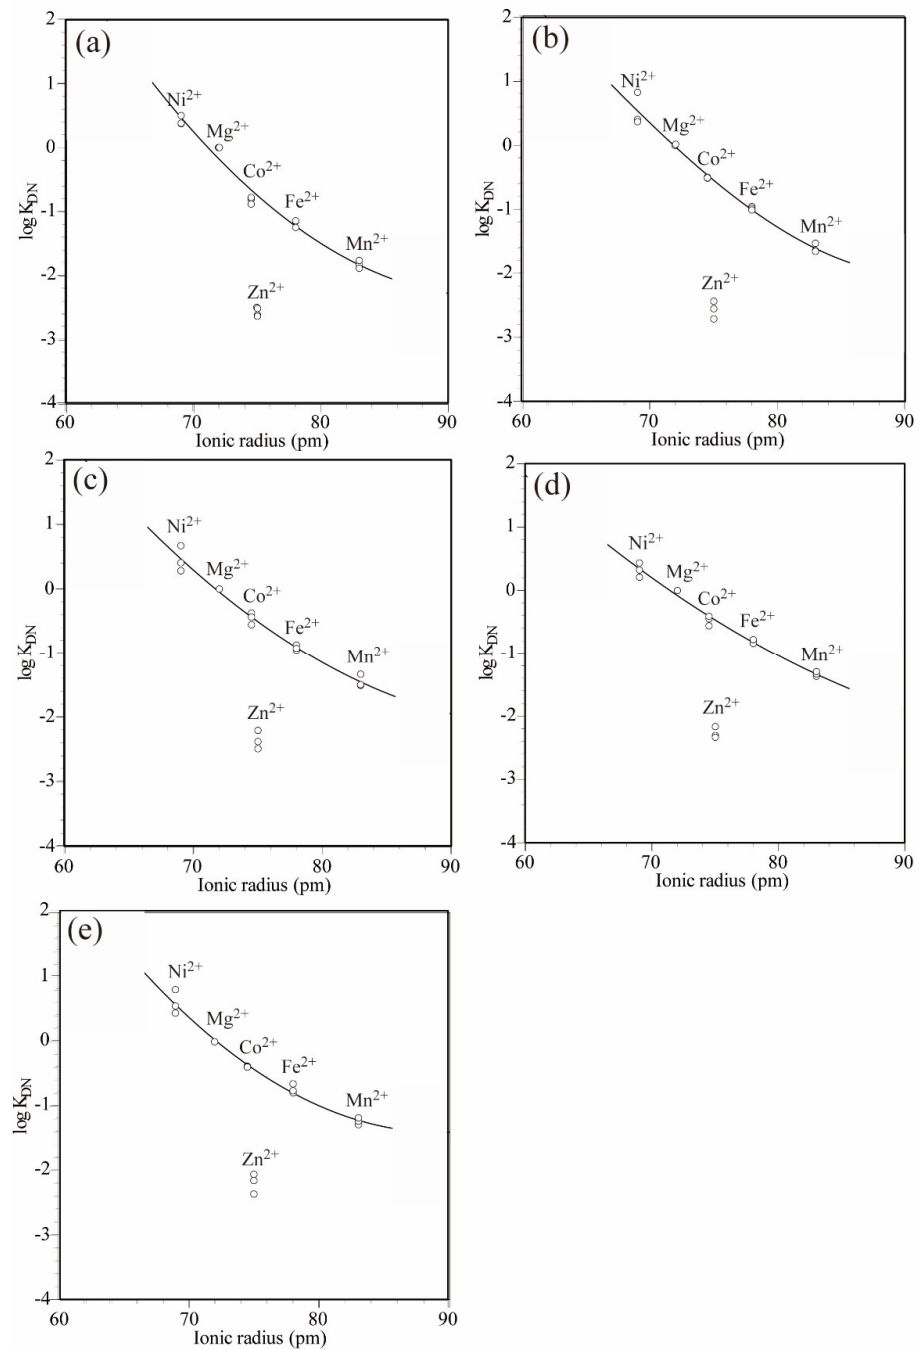 (a)
2
1
0
-1
-2
-3
-4
log K_DN
Ni²⁺
Mg²⁺
Co²⁺
Fe²⁺
Mn²⁺
Zn²⁺
60 70 80 90
Ionic radius (pm)
(b)
2
1
0
-1
-2
-3
-4
log K_DN
Ni²⁺
Mg²⁺
Co²⁺
Fe²⁺
Mn²⁺
Zn²⁺
60 70 80 90
Ionic radius (pm)
(c)
2
1
0
-1
-2
-3
-4
log K_DN
Ni²⁺
Mg²⁺
Co²⁺
Fe²⁺
Mn²⁺
Zn²⁺
60 70 80 90
Ionic radius (pm)
(d)
2
1
0
-1
-2
-3
-4
log K_DN
Ni²⁺
Mg²⁺
Co²⁺
Fe²⁺
Mn²⁺
Zn²⁺
60 70 80 90
Ionic radius (pm)
(e)
2
1
0
-1
-2
-3
-4
log K_DN
Ni²⁺
Mg²⁺
Co²⁺
Fe²⁺
Mn²⁺
Zn²⁺
60 70 80 90
Ionic radius (pm)